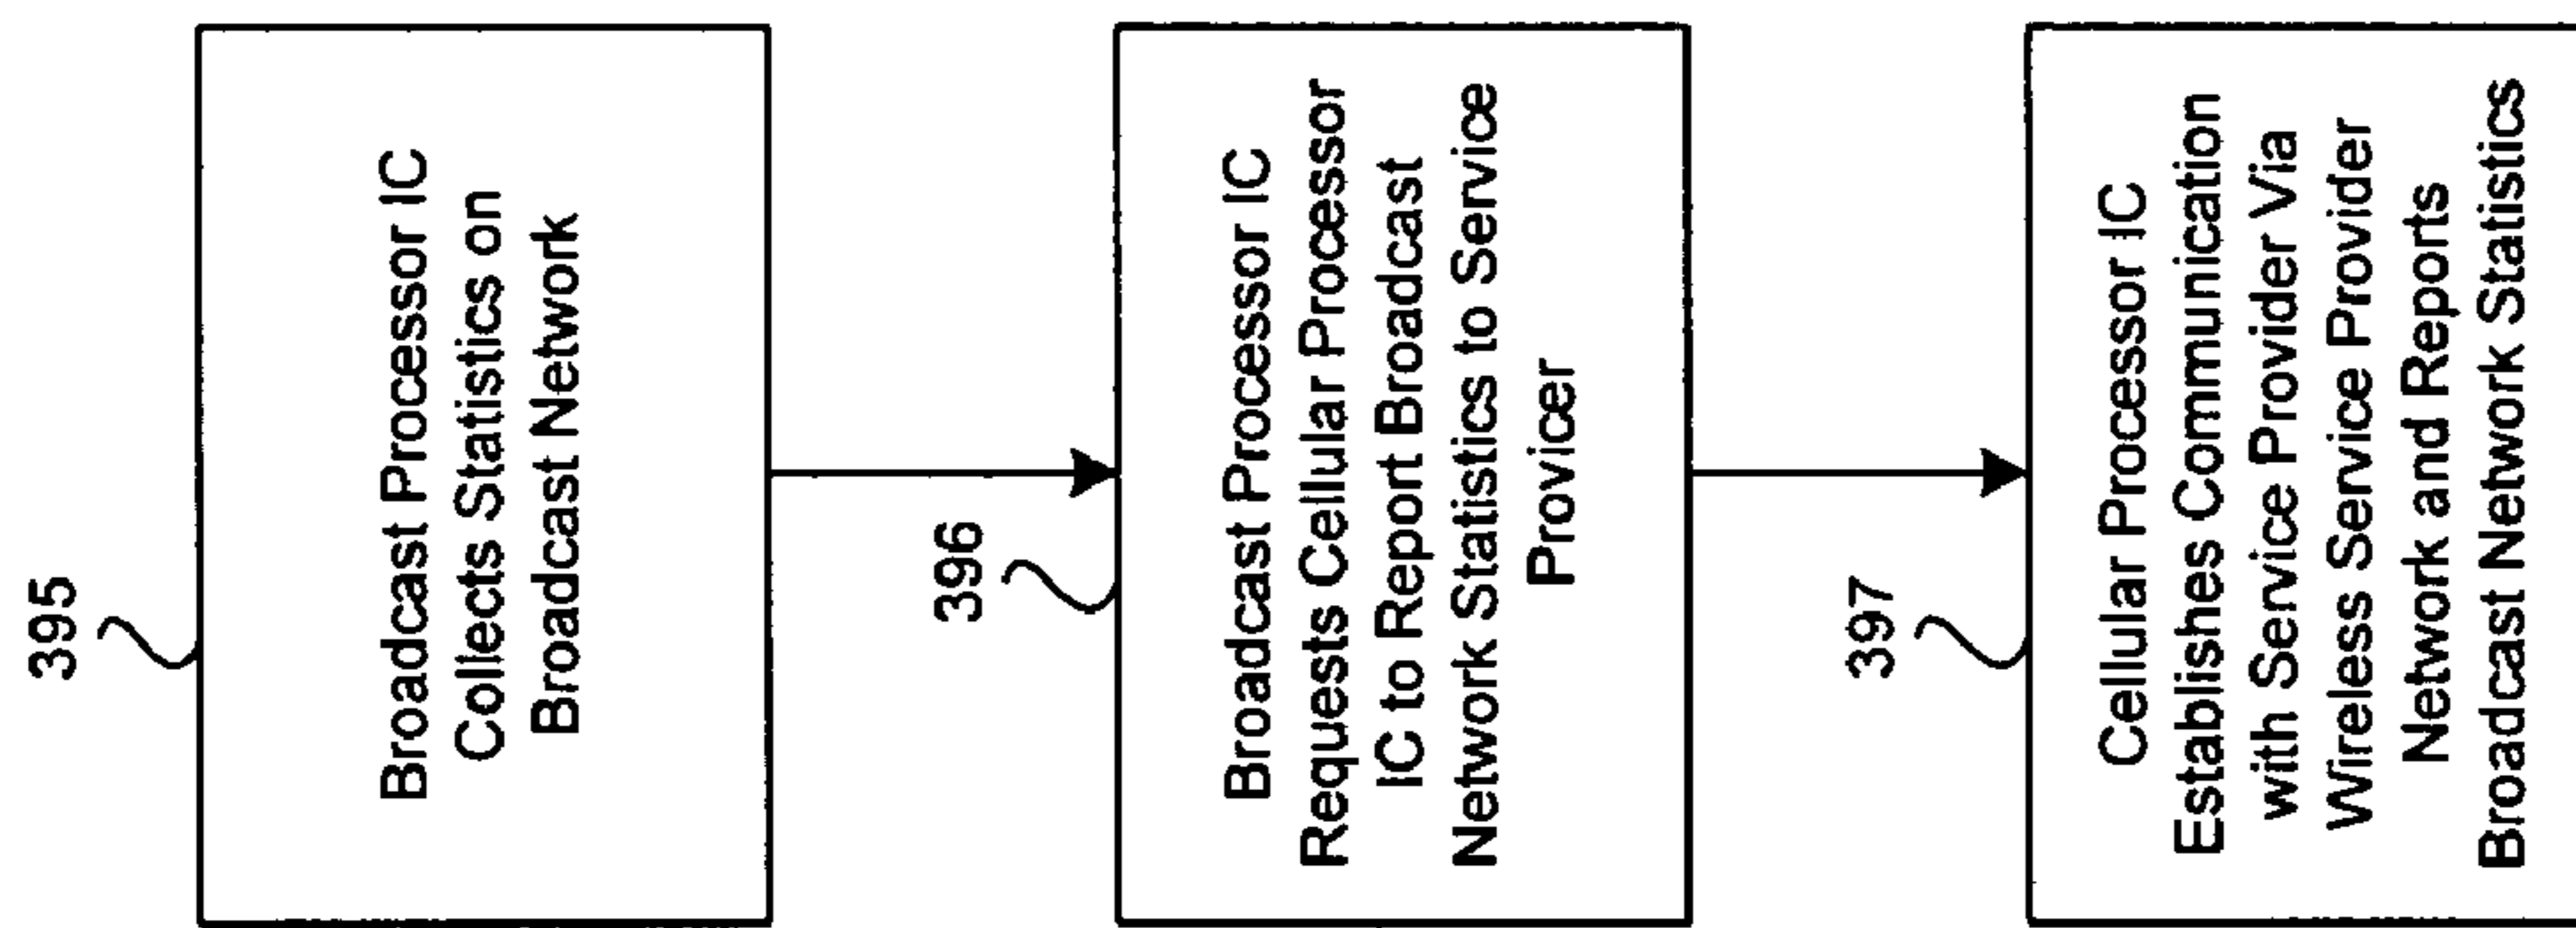 395
Broadcast Processor IC
Collects Statistics on
Broadcast Network
396
Broadcast Processor IC
Requests Cellular Processor
IC to Report Broadcast
Network Statistics to Service
Provicer
397
Cellular Processor IC
Establishes Communication
with Service Provider Via
Wireless Service Provider
Network and Reports
Broadcast Network Statistics